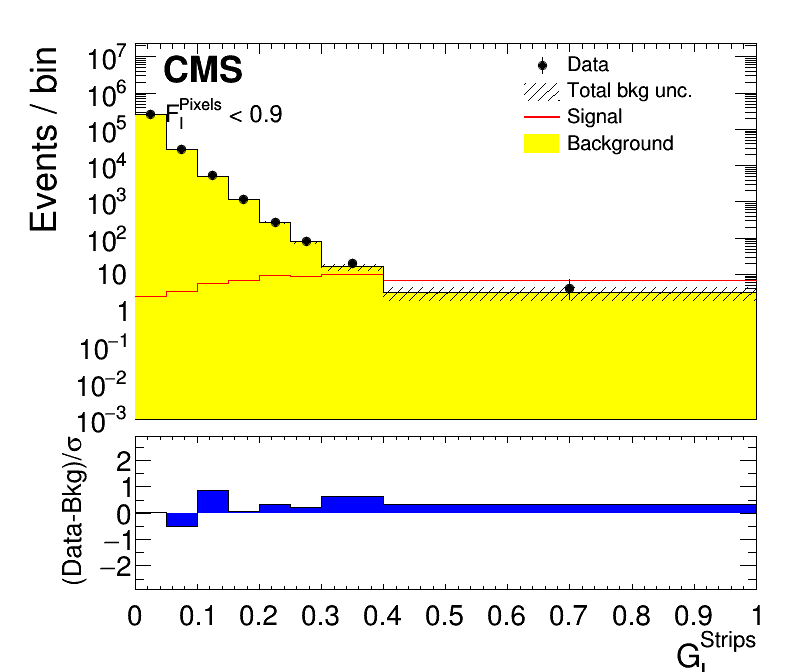 CMS
F_l^Pixels < 0.9
Events / bin
10^7
10^6
10^5
10^4
10^3
10^2
10
1
10^−1
10^−2
10^−3
Data
Total bkg unc.
Signal
Background
(Data-Bkg)/σ
2
1
0
−1
−2
0 0.1 0.2 0.3 0.4 0.5 0.6 0.7 0.8 0.9 1
G_l^Strips